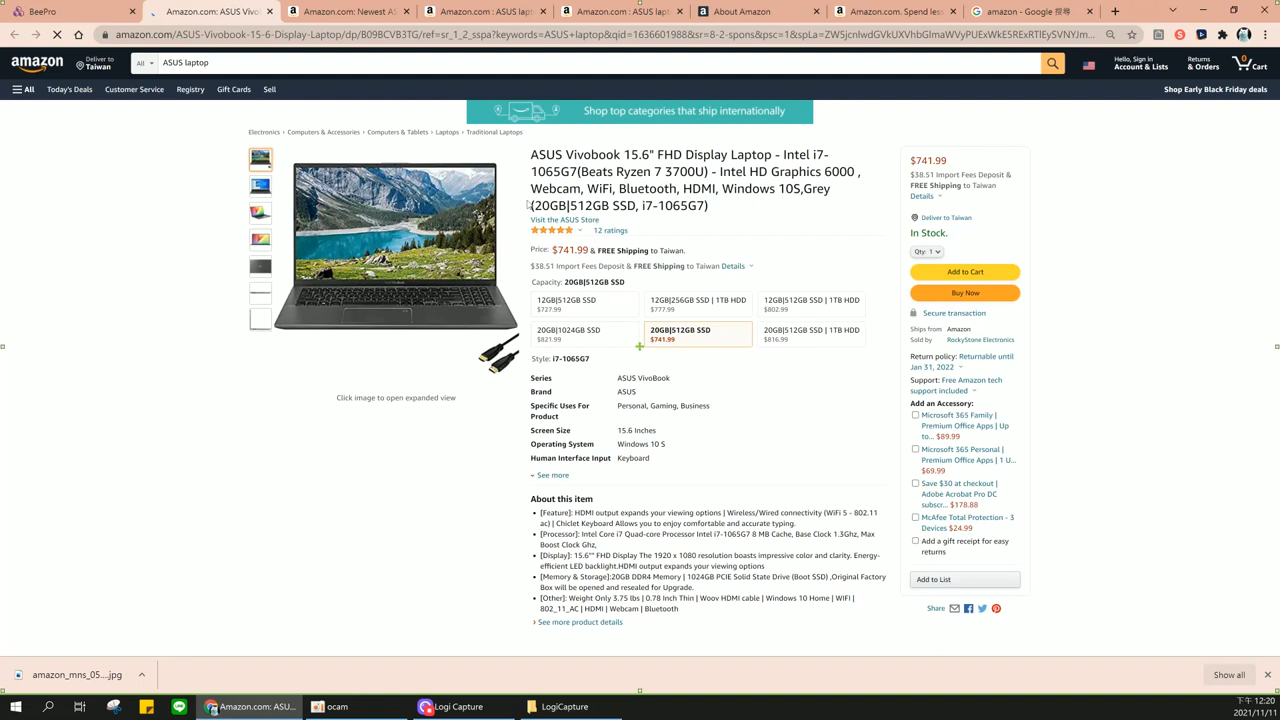 BeePro
Amazon.com
Amazon.com: Newest ASUS
Amazon.com: ASUS
Amazon.com: ASUS
Amazon.com: ASUS
Amazon.com. Spend less
amazon - Google 搜尋
amazon.com/ASUS-Vivobook-15-6-Display-Laptop/dp/B09BCVB3TG/
amazon
Deliver to
Taiwan
All
ASUS laptop
Hello, Sign in
Account & Lists
Returns
& Orders
0
Cart
All
Today's Deals
Customer Service
Registry
Gift Cards
Sell
Shop Early Black Friday deals
Shop top categories that ship internationally
Electronics › Computers & Accessories › Computers & Tablets › Laptops › Traditional Laptops
ASUS Vivobook 15.6" FHD Display Laptop - Intel i7-
1065G7(Beats Ryzen 7 3700U) - Intel HD Graphics 6000 ,
Webcam, WiFi, Bluetooth, HDMI, Windows 10S,Grey
(20GB|512GB SSD, i7-1065G7)
Visit the ASUS Store
12 ratings
Price: $741.99 & FREE Shipping to Taiwan.
$38.51 Import Fees Deposit & FREE Shipping to Taiwan Details
Capacity: 20GB|512GB SSD
12GB|512GB SSD
$727.99
12GB|256GB SSD | 1TB HDD
$777.99
12GB|512GB SSD | 1TB HDD
$802.99
20GB|1024GB SSD
$821.99
20GB|512GB SSD
$741.99
20GB|512GB SSD | 1TB HDD
$816.99
Style: i7-1065G7
Series ASUS VivoBook
Brand ASUS
Specific Uses For Personal, Gaming, Business
Product
Screen Size 15.6 Inches
Operating System Windows 10 S
Human Interface Input Keyboard
See more
About this item
• [Feature]: HDMI output expands your viewing options | Wireless/Wired connectivity (WiFi 5 - 802.11
ac) | Chiclet Keyboard Allows you to enjoy comfortable and accurate typing.
• [Processor]: Intel Core i7 Quad-core Processor Intel i7-1065G7 8 MB Cache, Base Clock 1.3Ghz, Max
Boost Clock Ghz,
• [Display]: 15.6"" FHD Display The 1920 x 1080 resolution boasts impressive color and clarity. Energy-
efficient LED backlight.HDMI output expands your viewing options
• [Memory & Storage]:20GB DDR4 Memory | 1024GB PCIE Solid State Drive (Boot SSD) ,Original Factory
Box will be opened and resealed for Upgrade.
• [Other]: Weight Only 3.75 lbs | 0.78 Inch Thin | Woov HDMI cable | Windows 10 Home | WIFI |
802_11_AC | HDMI | Webcam | Bluetooth
› See more product details
Click image to open expanded view
$741.99
$38.51 Import Fees Deposit &
FREE Shipping to Taiwan
Details
Deliver to Taiwan
In Stock.
Qty: 1
Add to Cart
Buy Now
Secure transaction
Ships from Amazon
Sold by RockyStone Electronics
Return policy: Returnable until
Jan 31, 2022
Support: Free Amazon tech
support included
Add an Accessory:
Microsoft 365 Family |
Premium Office Apps | Up
to... $89.99
Microsoft 365 Personal |
Premium Office Apps | 1 U...
$69.99
Save $30 at checkout |
Adobe Acrobat Pro DC
subscr... $178.88
McAfee Total Protection - 3
Devices $24.99
Add a gift receipt for easy
returns
Add to List
Share
amazon_mns_05....jpg
Show all
Amazon.com: ASU...
ocam
Logi Capture
LogiCapture
下午 12:20
2021/11/11